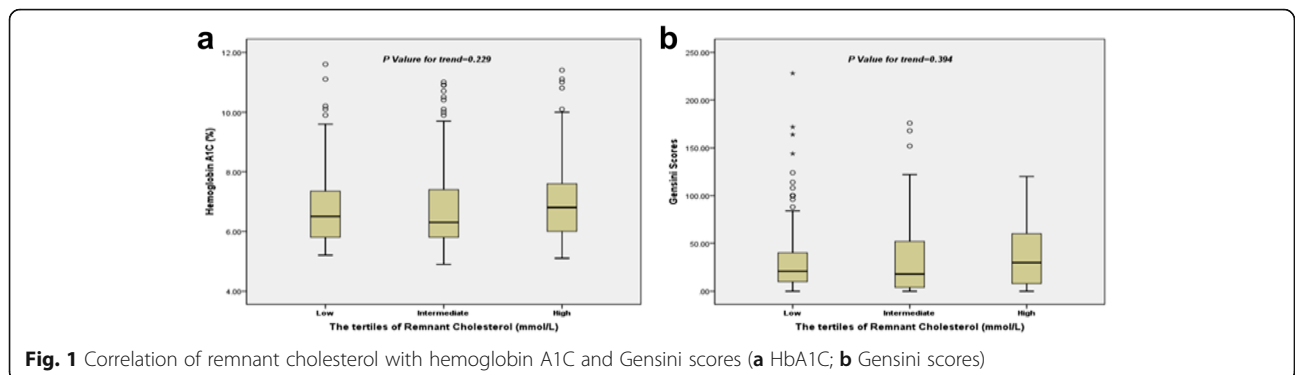 a
12.00
10.00
8.00
6.00
4.00
Hemoglobin A1C (%)
P Valure for trend=0.229
Low
Intermediate
High
The tertiles of Remnant Cholesterol (mmol/L)
b
250.00
200.00
150.00
100.00
50.00
.00
Gensini Scores
P Value for trend=0.394
Low
Intermediate
High
The tertiles of Remnant Cholesterol (mmol/L)
Fig. 1 Correlation of remnant cholesterol with hemoglobin A1C and Gensini scores (a HbA1C; b Gensini scores)